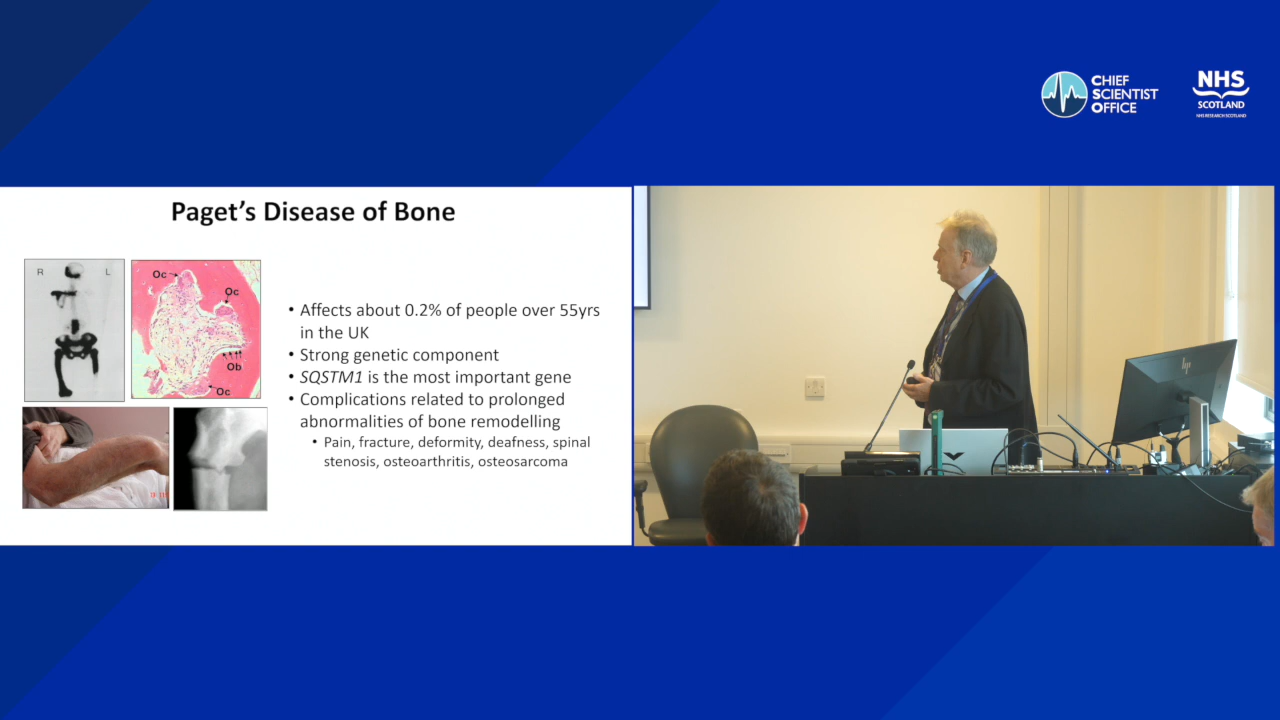 CHIEF
SCIENTIST
OFFICE
NHS
SCOTLAND
NHS RESEARCH SCOTLAND
Paget's Disease of Bone
R
L
Oc
Oc
Ob
Oc
• Affects about 0.2% of people over 55yrs
in the UK
• Strong genetic component
• SQSTM1 is the most important gene
• Complications related to prolonged
abnormalities of bone remodelling
• Pain, fracture, deformity, deafness, spinal
stenosis, osteoarthritis, osteosarcoma
hp